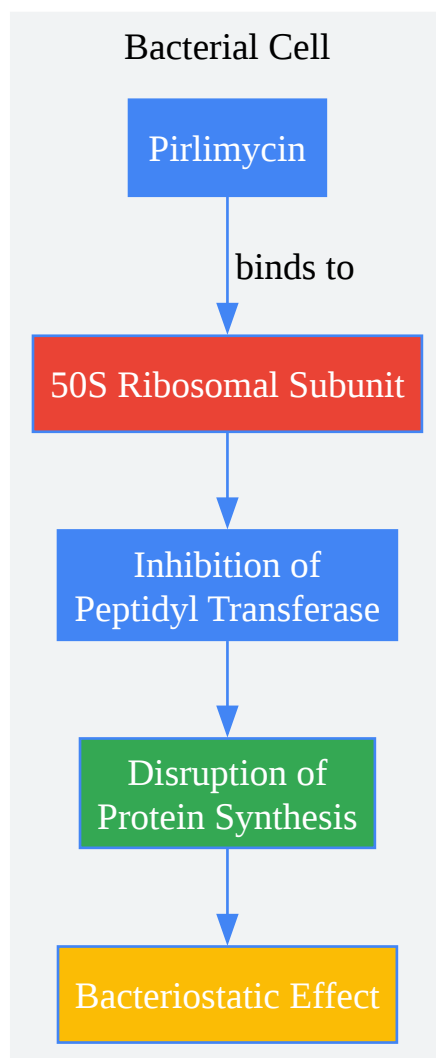 Bacterial Cell
Pirlimycin
binds to
50S Ribosomal Subunit
Inhibition of
Peptidyl Transferase
Disruption of
Protein Synthesis
Bacteriostatic Effect